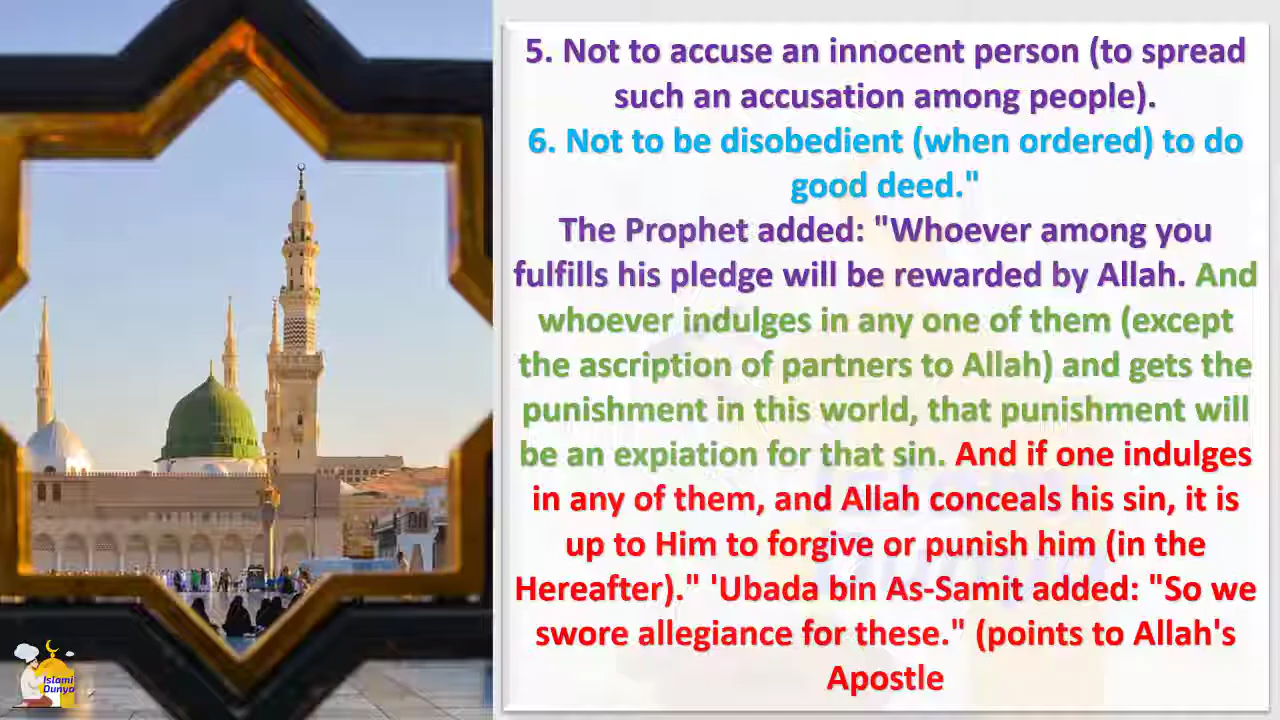 5. Not to accuse an innocent person (to spread
such an accusation among people).
6. Not to be disobedient (when ordered) to do
good deed."
The Prophet added: "Whoever among you
fulfills his pledge will be rewarded by Allah. And
whoever indulges in any one of them (except
the ascription of partners to Allah) and gets the
punishment in this world, that punishment will
be an expiation for that sin. And if one indulges
in any of them, and Allah conceals his sin, it is
up to Him to forgive or punish him (in the
Hereafter)." 'Ubada bin As-Samit added: "So we
swore allegiance for these." (points to Allah's
Apostle
Islami
Dunya